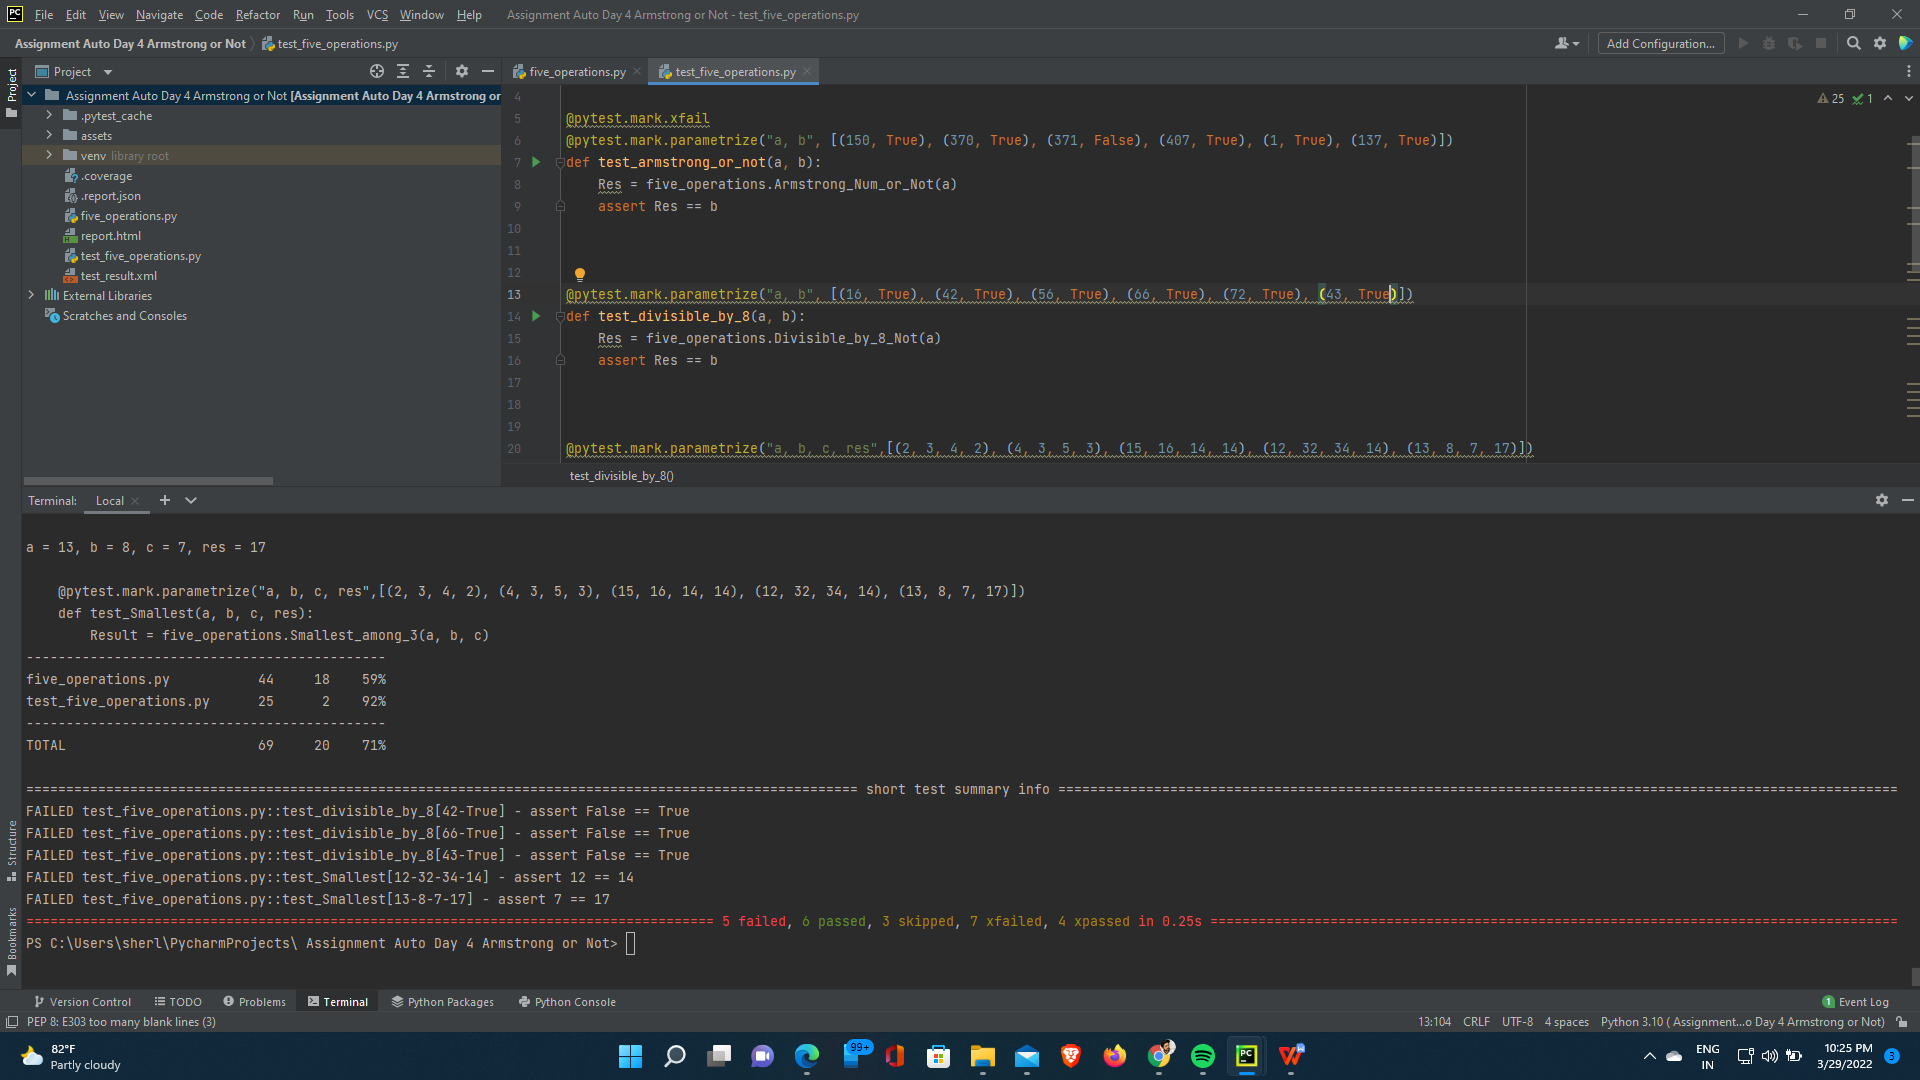 File Edit View Navigate Code Refactor Run Tools VCS Window Help Assignment Auto Day 4 Armstrong or Not - test_five_operations.py
Assignment Auto Day 4 Armstrong or Not test_five_operations.py Add Configuration...
Project
Project
Assignment Auto Day 4 Armstrong or Not [Assignment Auto Day 4 Armstrong or
.pytest_cache
assets
venv library root
.coverage
.report.json
five_operations.py
report.html
test_five_operations.py
test_result.xml
External Libraries
Scratches and Consoles
five_operations.py test_five_operations.py
25 1
4
5 @pytest.mark.xfail
6 @pytest.mark.parametrize("a, b", [(150, True), (370, True), (371, False), (407, True), (1, True), (137, True)])
7 def test_armstrong_or_not(a, b):
8 Res = five_operations.Armstrong_Num_or_Not(a)
9 assert Res == b
10
11
12
13 @pytest.mark.parametrize("a, b", [(16, True), (42, True), (56, True), (66, True), (72, True), (43, True)])
14 def test_divisible_by_8(a, b):
15 Res = five_operations.Divisible_by_8_Not(a)
16 assert Res == b
17
18
19
20 @pytest.mark.parametrize("a, b, c, res",[(2, 3, 4, 2), (4, 3, 5, 3), (15, 16, 14, 14), (12, 32, 34, 14), (13, 8, 7, 17)])
test_divisible_by_8()
Terminal: Local
a = 13, b = 8, c = 7, res = 17
@pytest.mark.parametrize("a, b, c, res",[(2, 3, 4, 2), (4, 3, 5, 3), (15, 16, 14, 14), (12, 32, 34, 14), (13, 8, 7, 17)])
def test_Smallest(a, b, c, res):
Result = five_operations.Smallest_among_3(a, b, c)
---------------------------------------------
five_operations.py 44 18 59%
test_five_operations.py 25 2 92%
---------------------------------------------
TOTAL 69 20 71%
short test summary info
FAILED test_five_operations.py::test_divisible_by_8[42-True] - assert False == True
FAILED test_five_operations.py::test_divisible_by_8[66-True] - assert False == True
FAILED test_five_operations.py::test_divisible_by_8[43-True] - assert False == True
FAILED test_five_operations.py::test_Smallest[12-32-34-14] - assert 12 == 14
FAILED test_five_operations.py::test_Smallest[13-8-7-17] - assert 7 == 17
5 failed, 6 passed, 3 skipped, 7 xfailed, 4 xpassed in 0.25s
PS C:\Users\sherl\PycharmProjects\ Assignment Auto Day 4 Armstrong or Not>
Structure
Bookmarks
Version Control TODO Problems Terminal Python Packages Python Console 1 Event Log
PEP 8: E303 too many blank lines (3) 13:104 CRLF UTF-8 4 spaces Python 3.10 ( Assignment...o Day 4 Armstrong or Not)
82°F
Partly cloudy
99+
ENG
IN
10:25 PM
3/29/2022
3